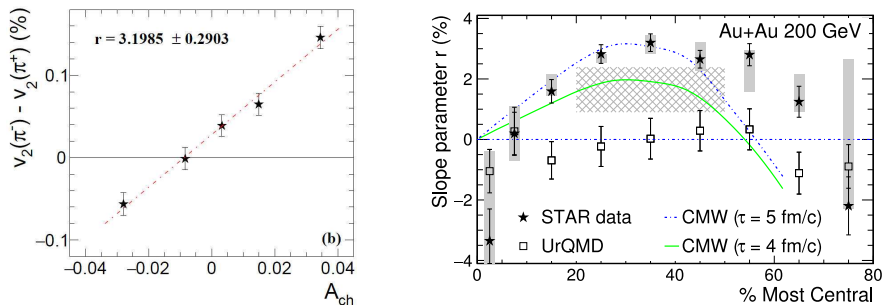 r = 3.1985 ± 0.2903
v2(π-) - v2(π+) (%)
0.1
0
−0.1
−0.04
−0.02
0
0.02
0.04
(b)
Ach
Au+Au 200 GeV
Slope parameter r (%)
4
2
0
−2
−4
STAR data
CMW (τ = 5 fm/c)
UrQMD
CMW (τ = 4 fm/c)
0
20
40
60
80
% Most Central